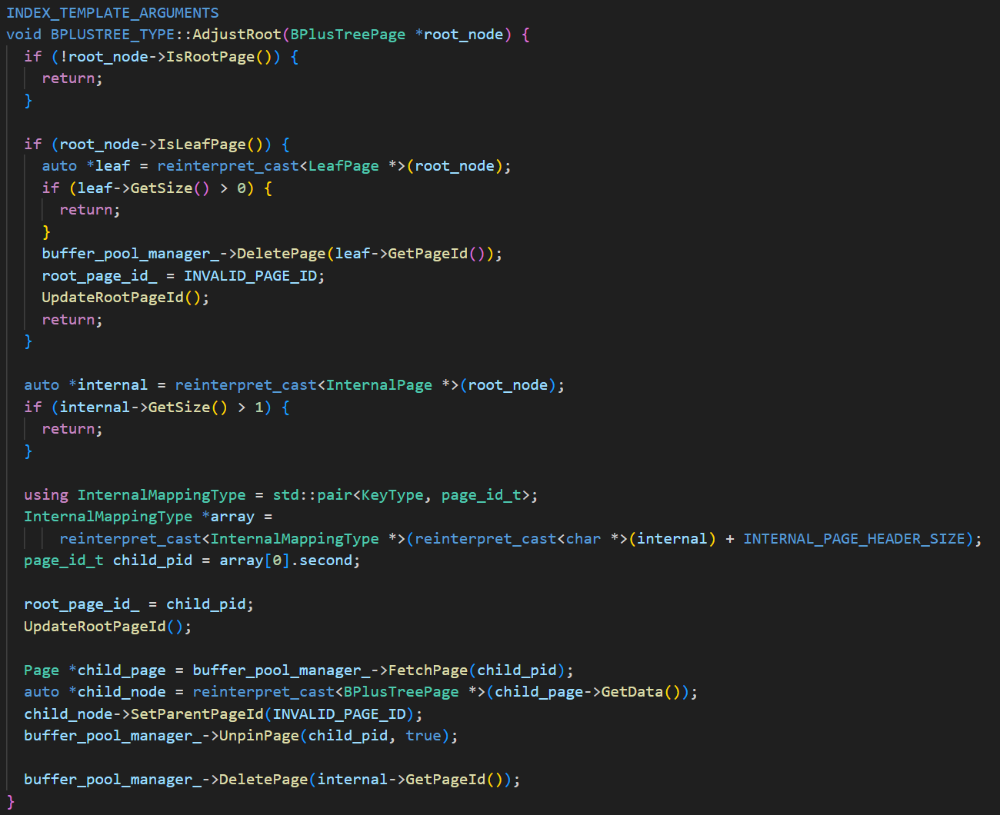 INDEX_TEMPLATE_ARGUMENTS
void BPLUSTREE_TYPE::AdjustRoot(BPlusTreePage *root_node) {
  if (!root_node->IsRootPage()) {
    return;
  }

  if (root_node->IsLeafPage()) {
    auto *leaf = reinterpret_cast<LeafPage *>(root_node);
    if (leaf->GetSize() > 0) {
      return;
    }
    buffer_pool_manager_->DeletePage(leaf->GetPageId());
    root_page_id_ = INVALID_PAGE_ID;
    UpdateRootPageId();
    return;
  }

  auto *internal = reinterpret_cast<InternalPage *>(root_node);
  if (internal->GetSize() > 1) {
    return;
  }

  using InternalMappingType = std::pair<KeyType, page_id_t>;
  InternalMappingType *array =
      reinterpret_cast<InternalMappingType *>(reinterpret_cast<char *>(internal) + INTERNAL_PAGE_HEADER_SIZE);
  page_id_t child_pid = array[0].second;

  root_page_id_ = child_pid;
  UpdateRootPageId();

  Page *child_page = buffer_pool_manager_->FetchPage(child_pid);
  auto *child_node = reinterpret_cast<BPlusTreePage *>(child_page->GetData());
  child_node->SetParentPageId(INVALID_PAGE_ID);
  buffer_pool_manager_->UnpinPage(child_pid, true);

  buffer_pool_manager_->DeletePage(internal->GetPageId());
}